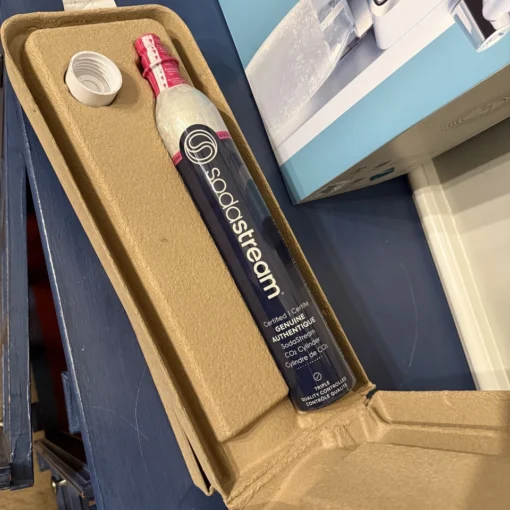 sodastream
Certified | Certifié
GENUINE
AUTHENTIQUE
SodaStream
CO₂ Cylinder
Cylindre de CO₂
TRIPLE
QUALITY CONTROLLED
CONTRÔLE QUALITÉ